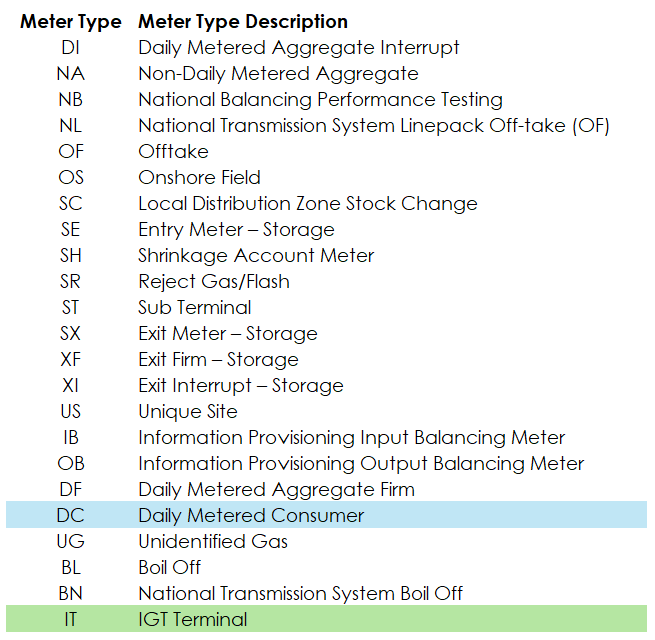 Meter Type Meter Type Description
DI Daily Metered Aggregate Interrupt
NA Non-Daily Metered Aggregate
NB National Balancing Performance Testing
NL National Transmission System Linepack Off-take (OF)
OF Offtake
OS Onshore Field
SC Local Distribution Zone Stock Change
SE Entry Meter – Storage
SH Shrinkage Account Meter
SR Reject Gas/Flash
ST Sub Terminal
SX Exit Meter – Storage
XF Exit Firm – Storage
XI Exit Interrupt – Storage
US Unique Site
IB Information Provisioning Input Balancing Meter
OB Information Provisioning Output Balancing Meter
DF Daily Metered Aggregate Firm
DC Daily Metered Consumer
UG Unidentified Gas
BL Boil Off
BN National Transmission System Boil Off
IT IGT Terminal